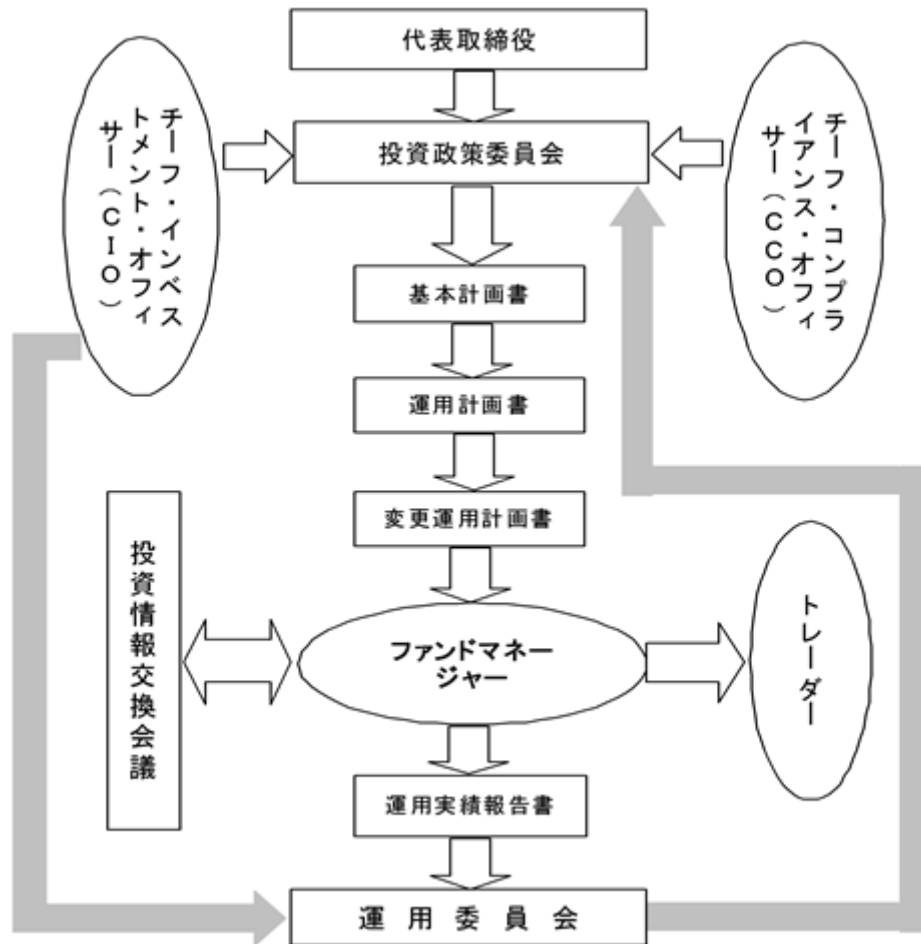 代表取締役
チーフ・インベス
トメント・オフィ
サー（ＣＩＯ）
投資政策委員会
チーフ・コンプラ
イアンス・オフィ
サー（ＣＣＯ）
基本計画書
運用計画書
変更運用計画書
投資情報交換会議
ファンドマネー
ジャー
トレーダー
運用実績報告書
運用委員会